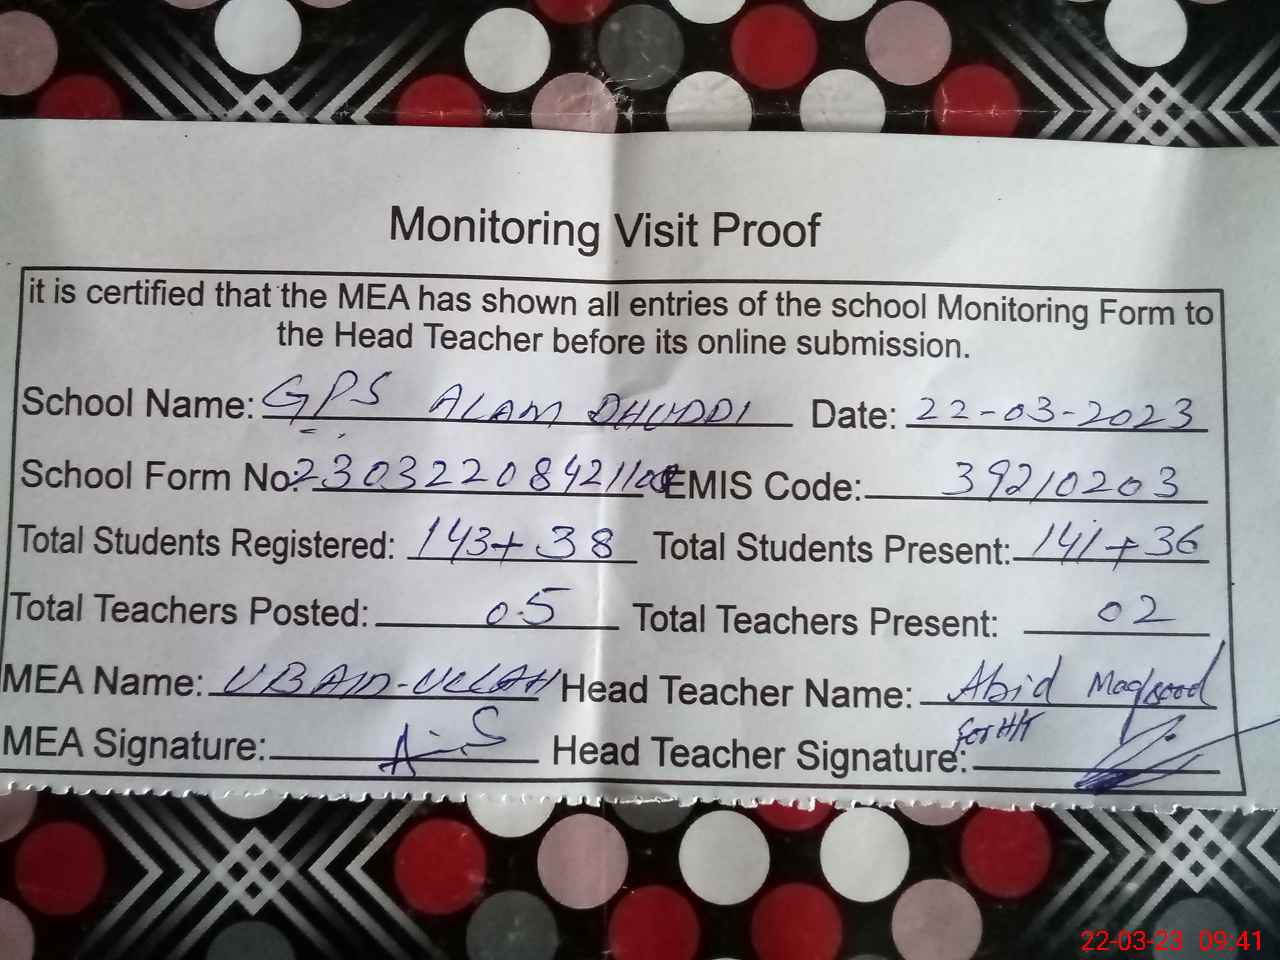 Monitoring Visit Proof
it is certified that the MEA has shown all entries of the school Monitoring Form to
the Head Teacher before its online submission.
School Name: GPS ALAM DHUDDI Date: 22-03-2023
School Form No: EMIS Code: 39210203
Total Students Registered: 143+38 Total Students Present: 141+36
Total Teachers Posted: 05 Total Teachers Present: 02
MEA Name: UBAID-ULLAH Head Teacher Name: Abid Maqsood
MEA Signature: Head Teacher Signature: for H/T
22-03-23 09:41